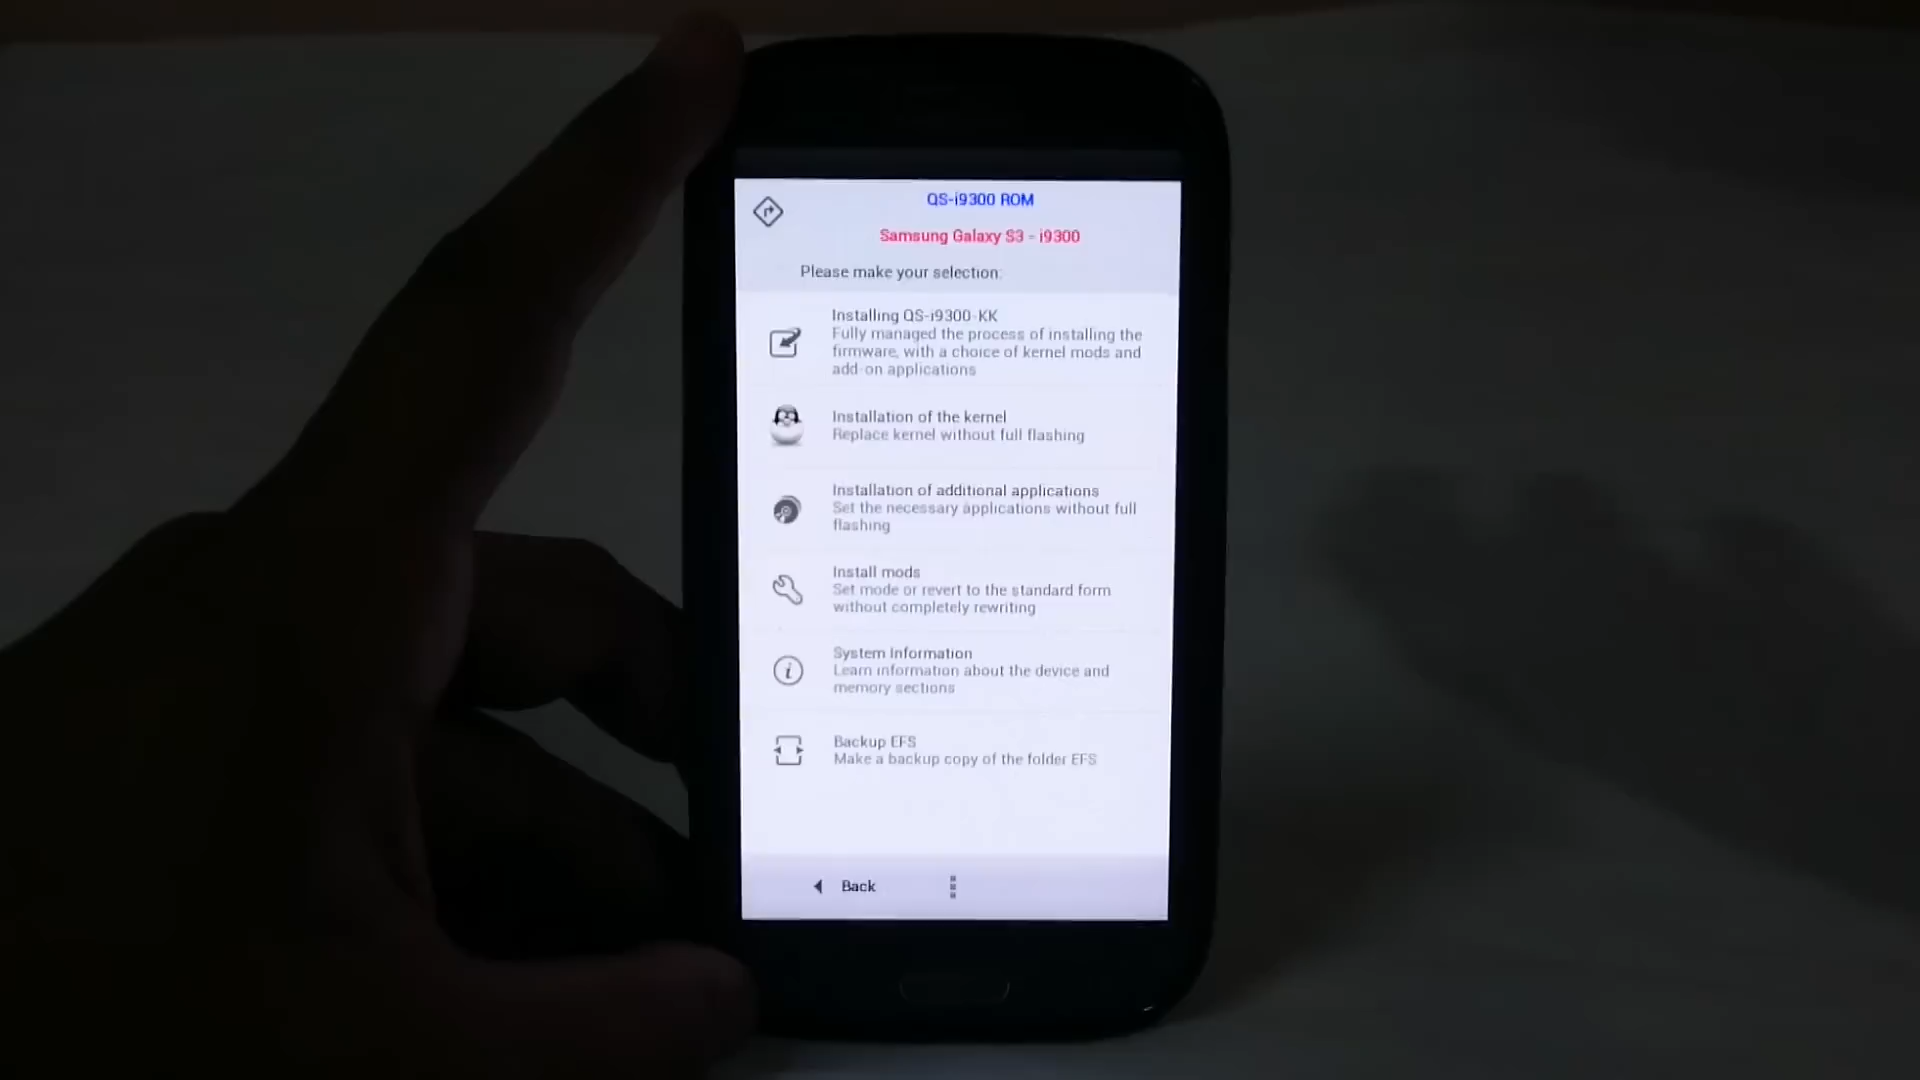 QS-i9300 ROM
Samsung Galaxy S3 - i9300
Please make your selection:
Installing QS-i9300-KK
Fully managed the process of installing the
firmware, with a choice of kernel mods and
add-on applications
Installation of the kernel
Replace kernel without full flashing
Installation of additional applications
Set the necessary applications without full
flashing
Install mods
Set mode or revert to the standard form
without completely rewriting
System Information
Learn information about the device and
memory sections
Backup EFS
Make a backup copy of the folder EFS
Back